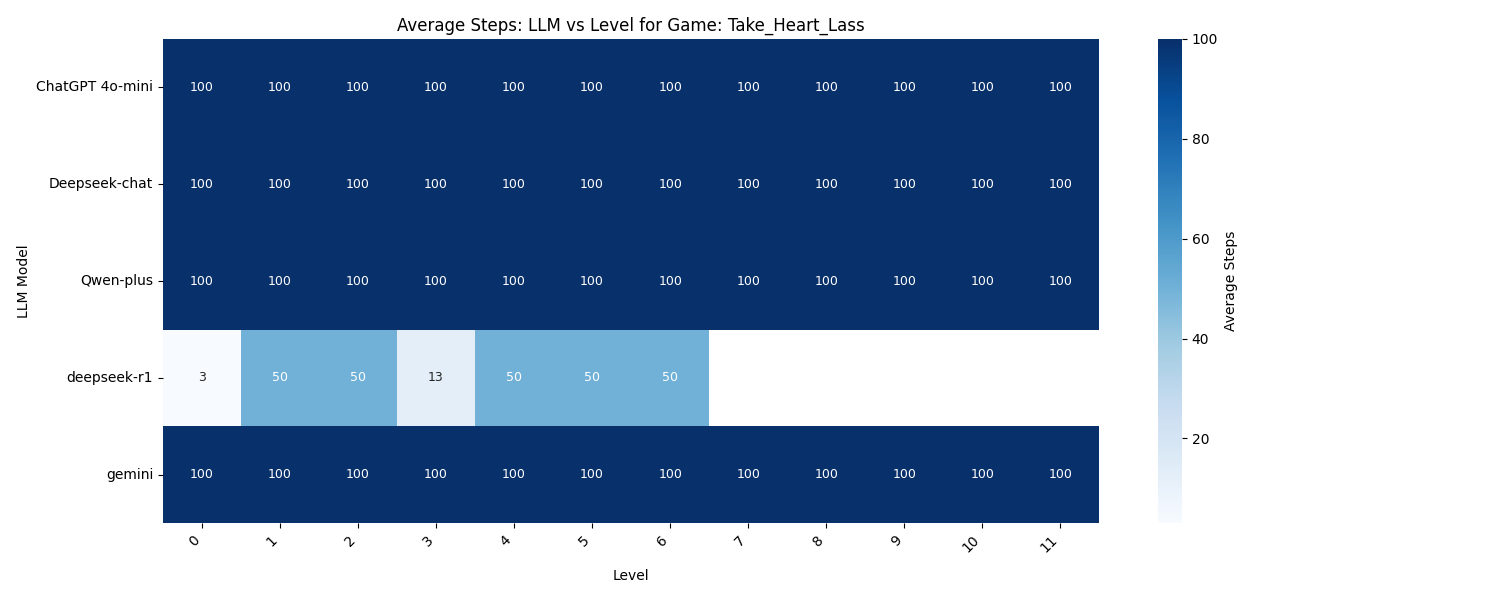 Average Steps: LLM vs Level for Game: Take_Heart_Lass
LLM Model
ChatGPT 4o-mini 100 100 100 100 100 100 100 100 100 100 100 100
Deepseek-chat 100 100 100 100 100 100 100 100 100 100 100 100
Qwen-plus 100 100 100 100 100 100 100 100 100 100 100 100
deepseek-r1 3 50 50 13 50 50 50
gemini 100 100 100 100 100 100 100 100 100 100 100 100
0 1 2 3 4 5 6 7 8 9 10 11
Level
100
80
60
40
20
Average Steps